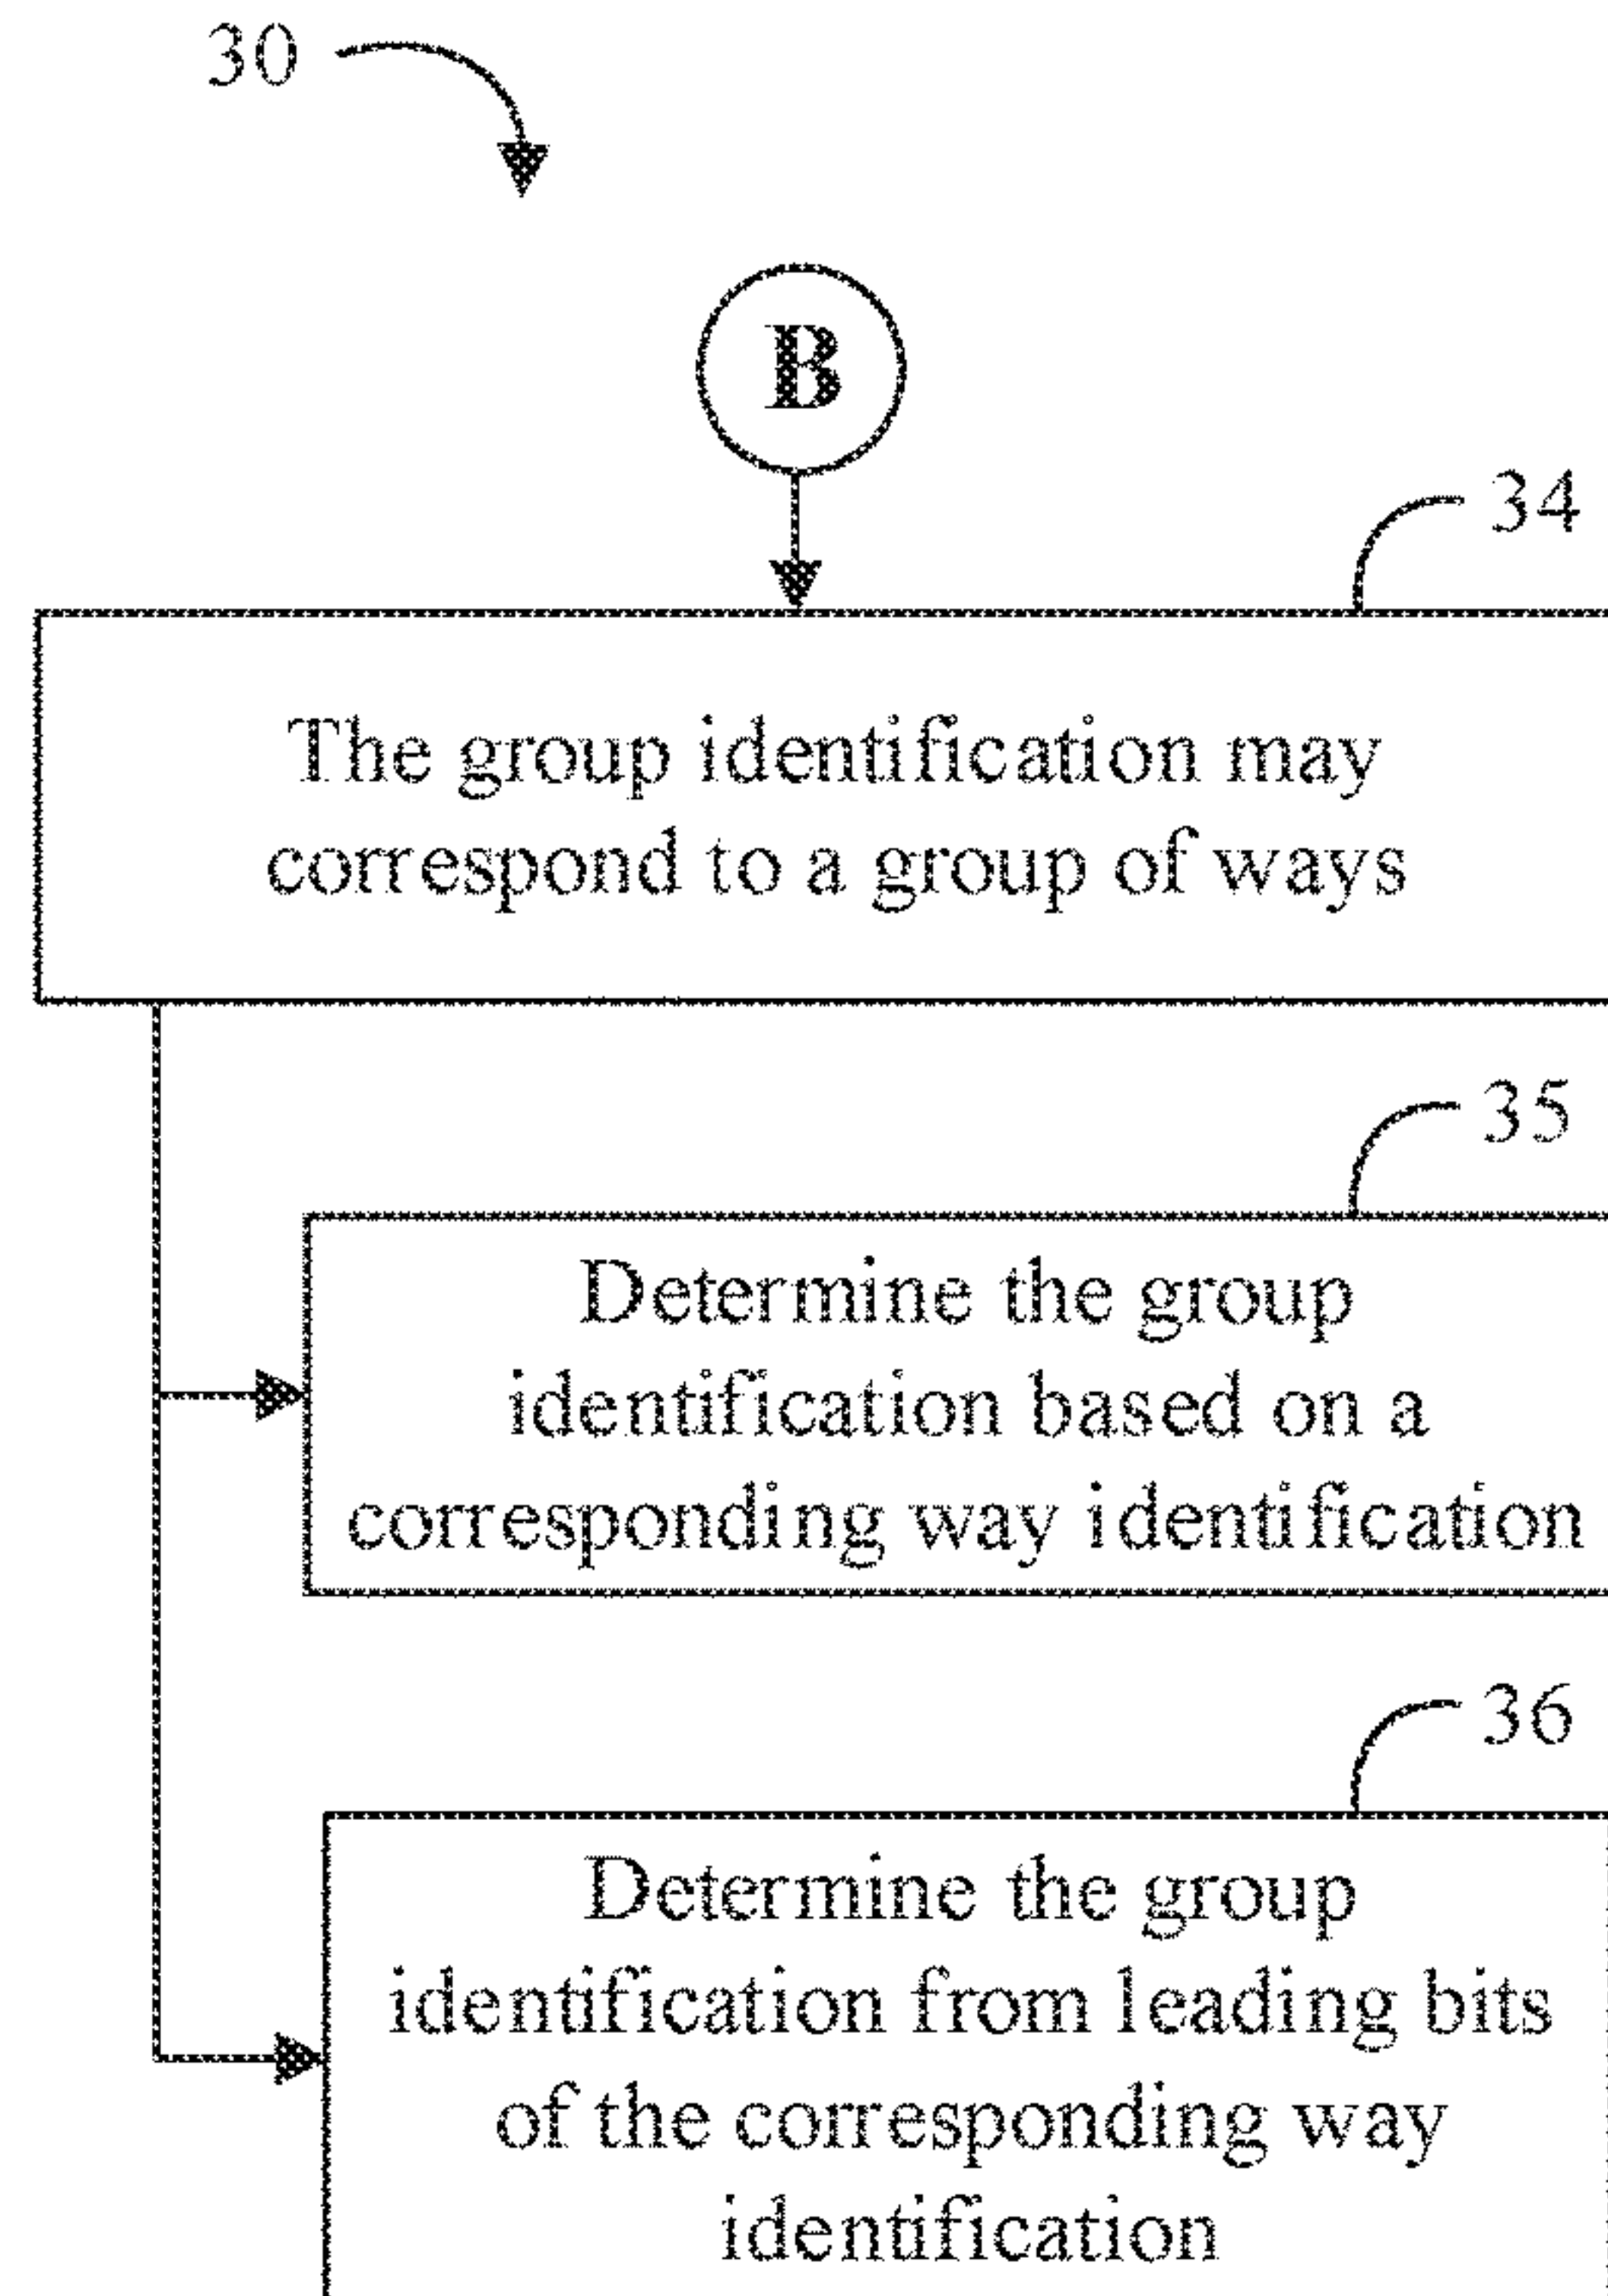 30
B
34
The group identification may
correspond to a group of ways
35
Determine the group
identification based on a
corresponding way identification
36
Determine the group
identification from leading bits
of the corresponding way
identification